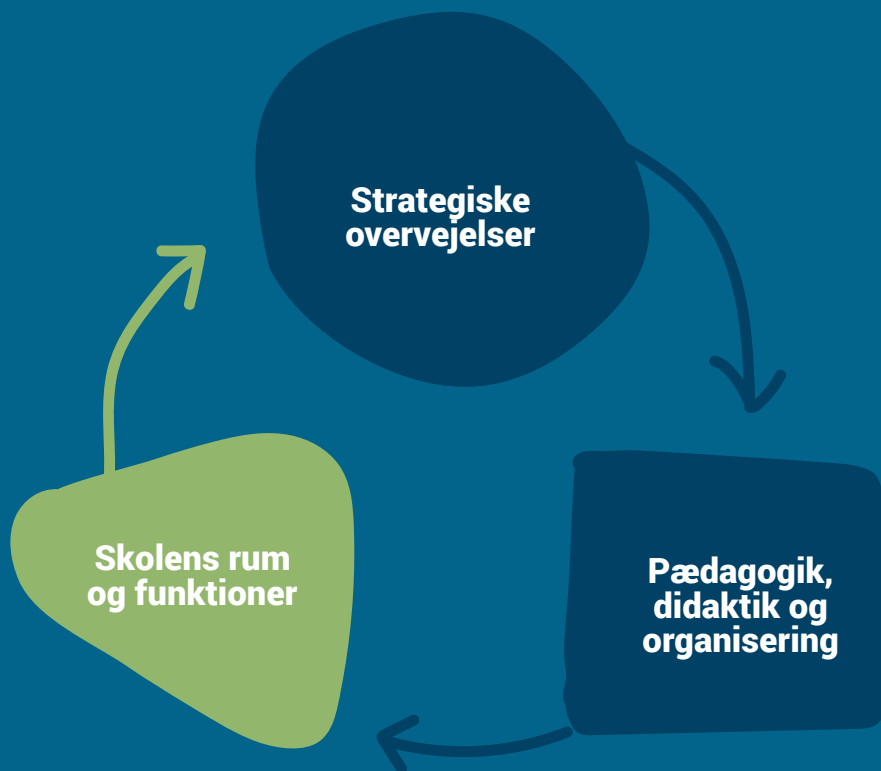 Strategiske
overvejelser
Skolens rum
og funktioner
Pædagogik,
didaktik og
organisering